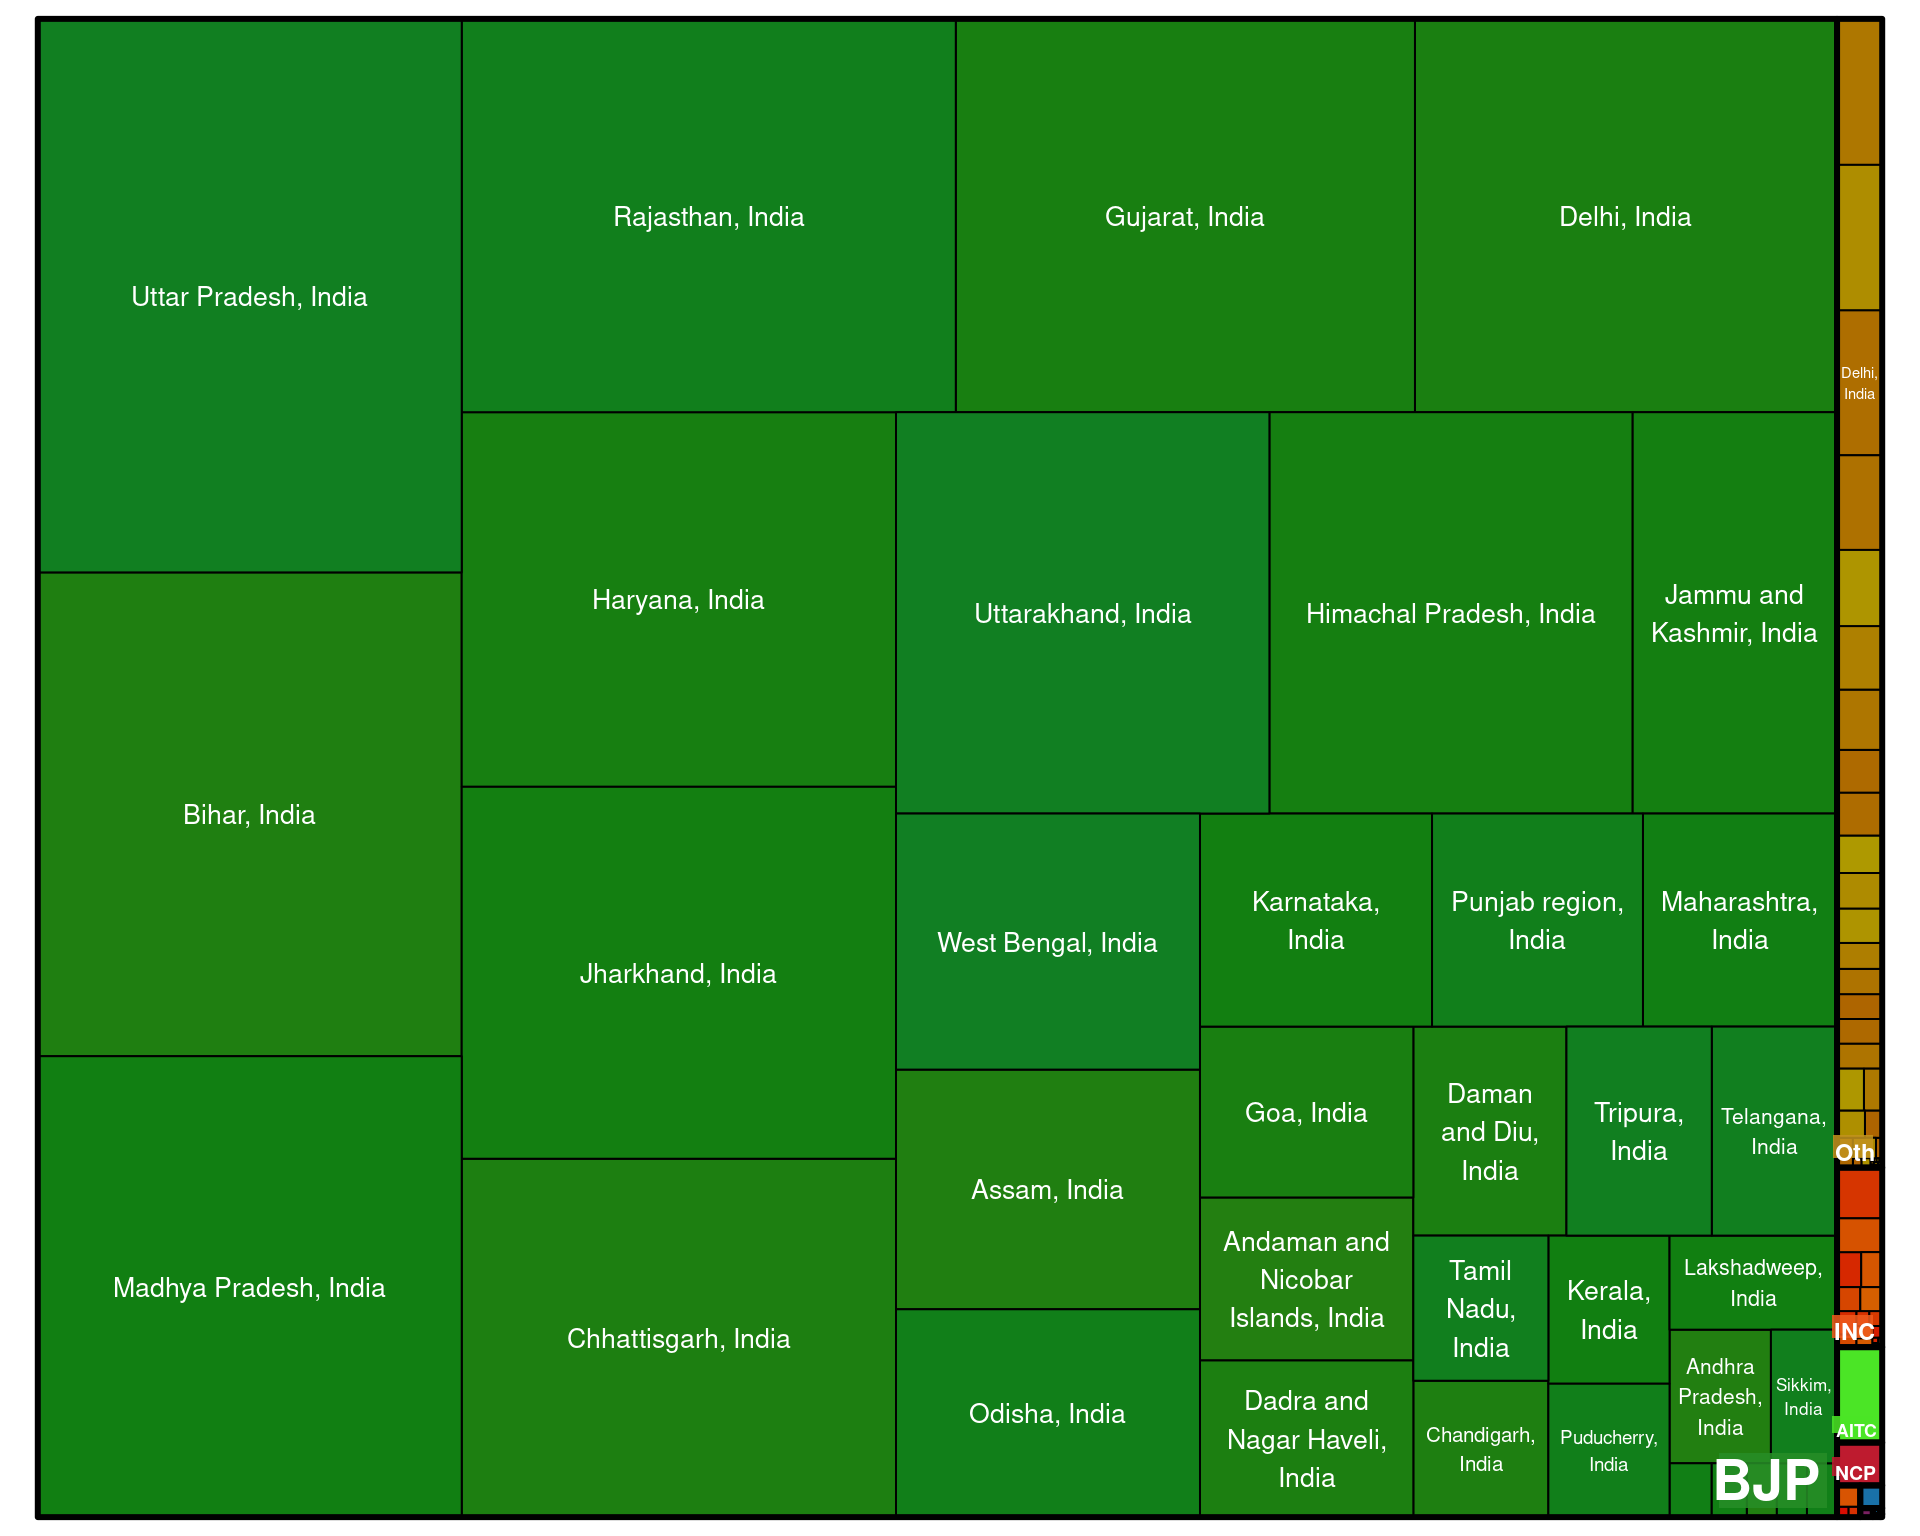 Uttar Pradesh, India
Rajasthan, India
Gujarat, India
Delhi, India
Delhi,
India
Bihar, India
Haryana, India
Uttarakhand, India
Himachal Pradesh, India
Jammu and
Kashmir, India
Jharkhand, India
West Bengal, India
Karnataka,
India
Punjab region,
India
Maharashtra,
India
Madhya Pradesh, India
Chhattisgarh, India
Assam, India
Odisha, India
Goa, India
Daman
and Diu,
India
Tripura,
India
Telangana,
India
Oth
Andaman and
Nicobar
Islands, India
Dadra and
Nagar Haveli,
India
Tamil
Nadu,
India
Kerala,
India
Lakshadweep,
India
INC
Chandigarh,
India
Puducherry,
India
Andhra
Pradesh,
India
Sikkim,
India
AITC
BJP
NCP